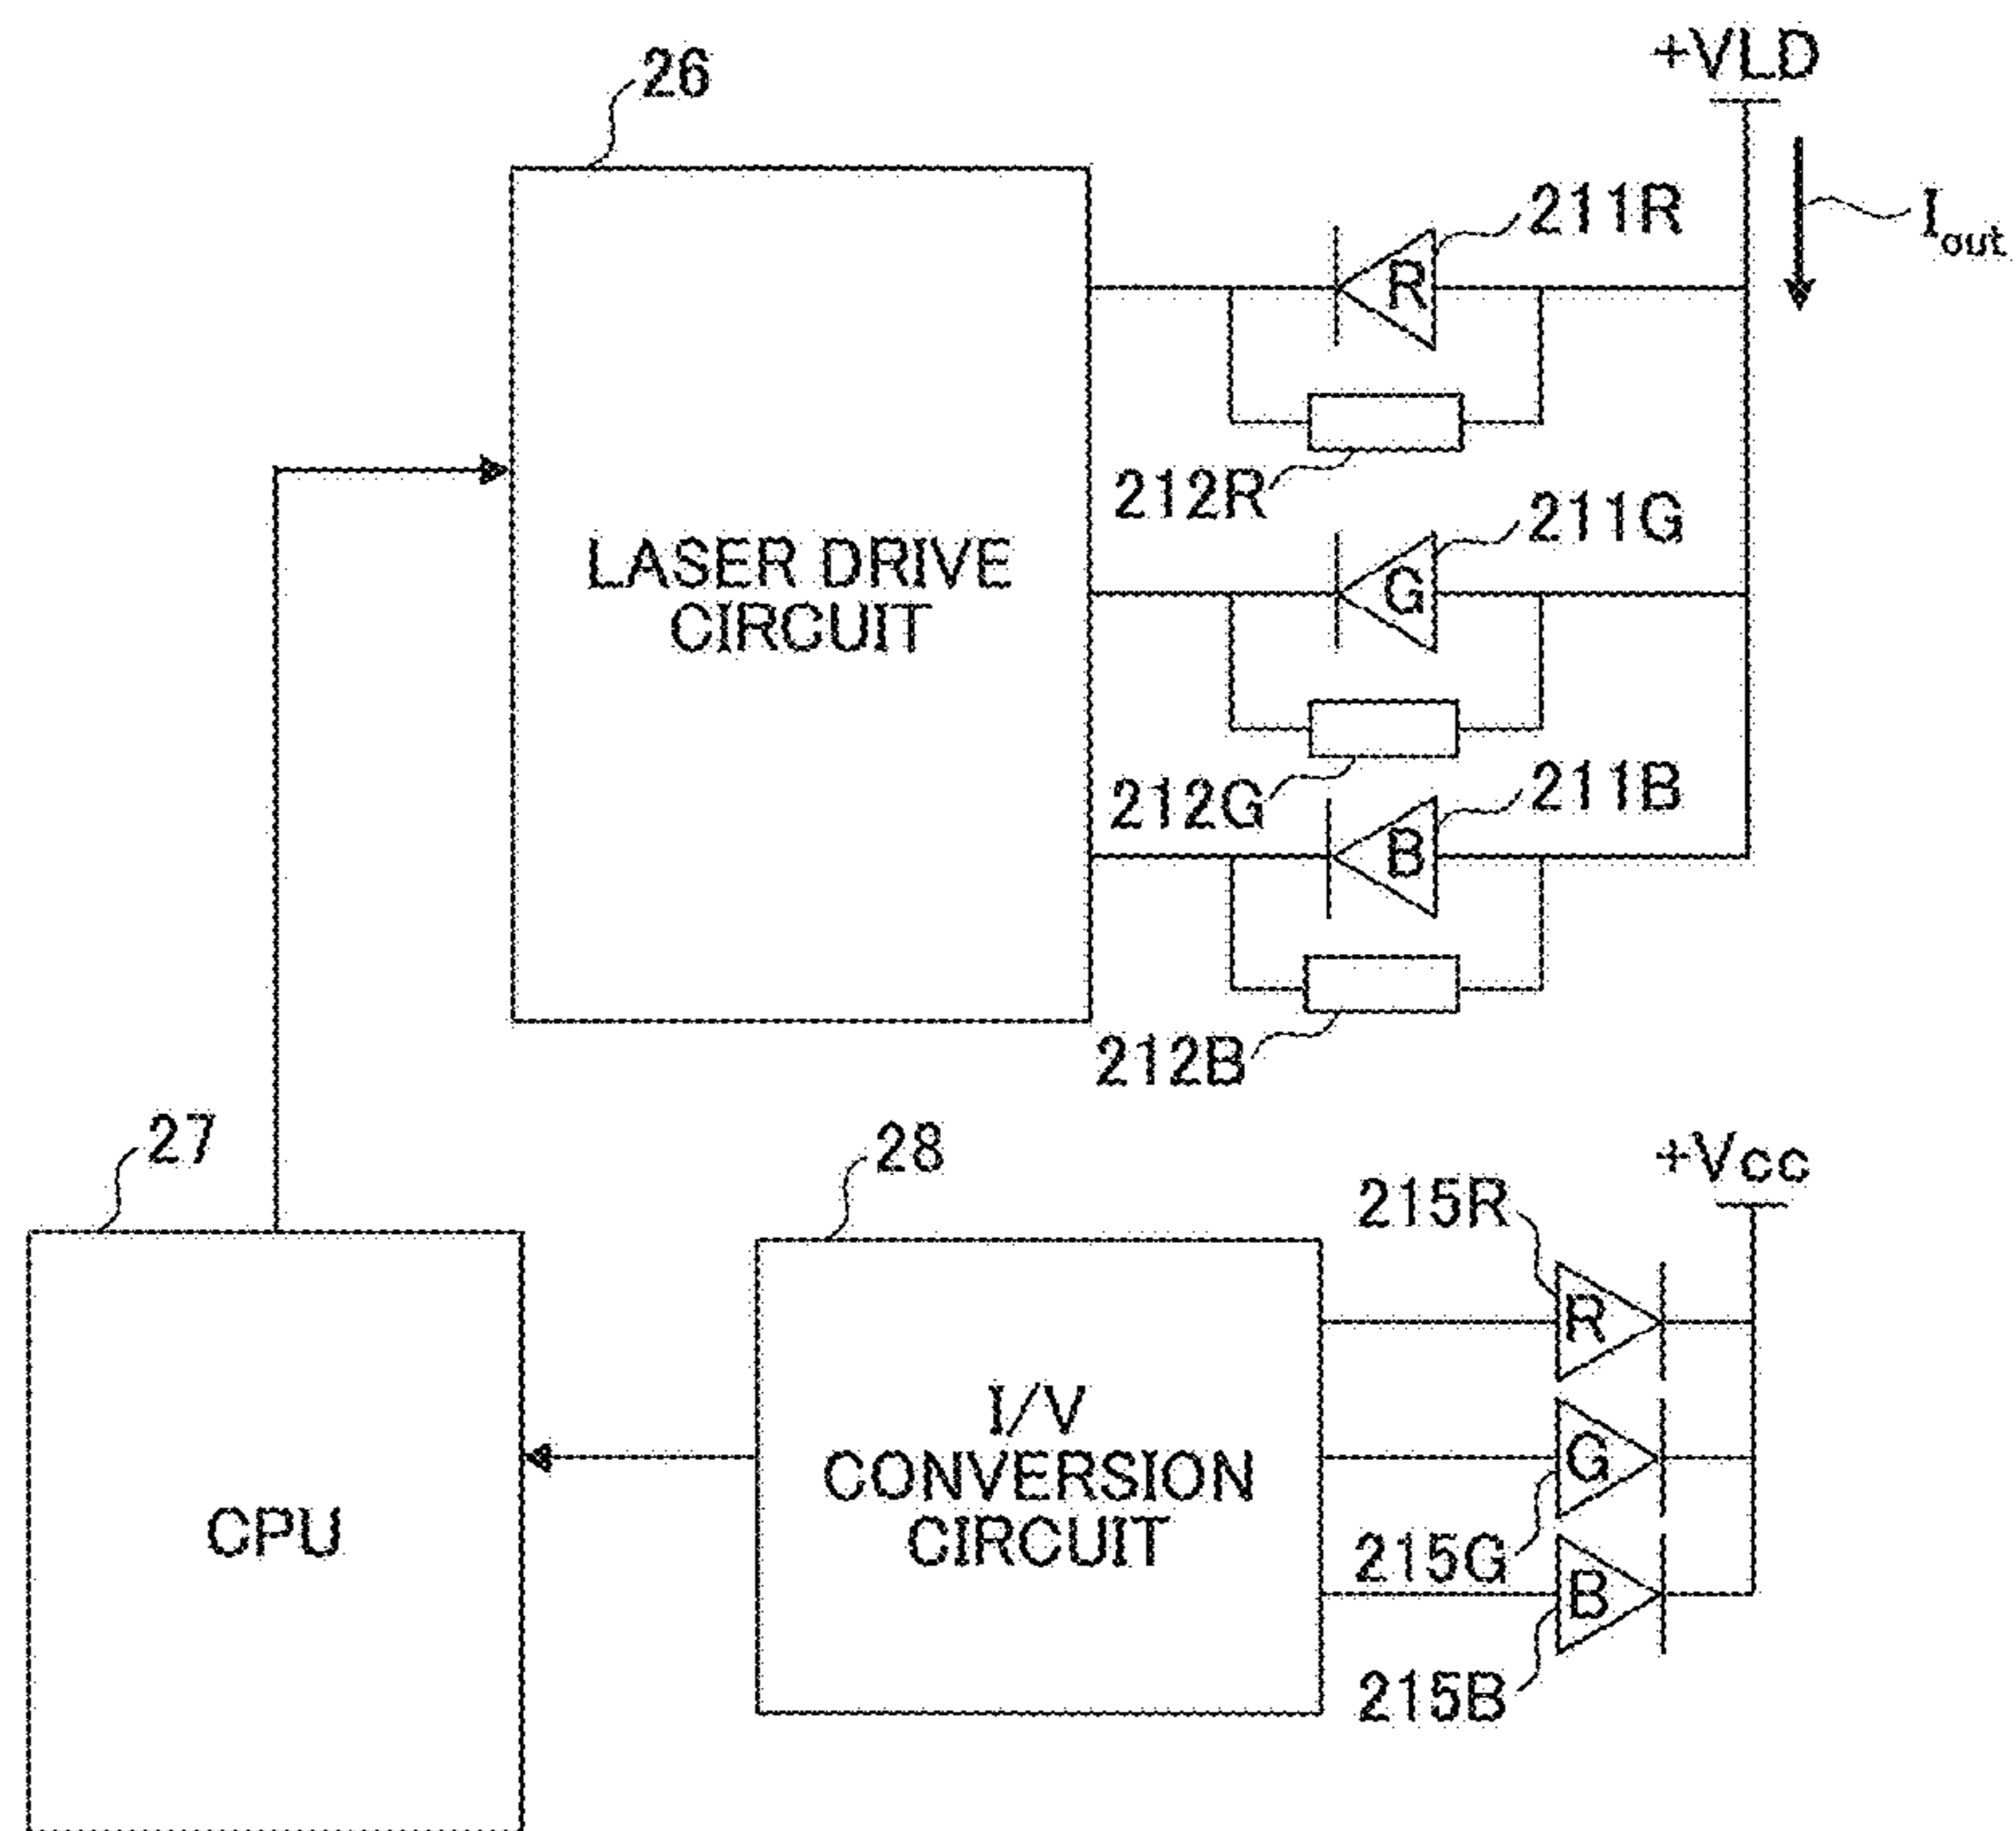 26
+VLD
211R
I out
R
212R
211G
LASER DRIVE
CIRCUIT
G
212G
211B
B
212B
27
28
+Vcc
215R
R
I/V
CONVERSION
CIRCUIT
G
CPU
215G
B
215B